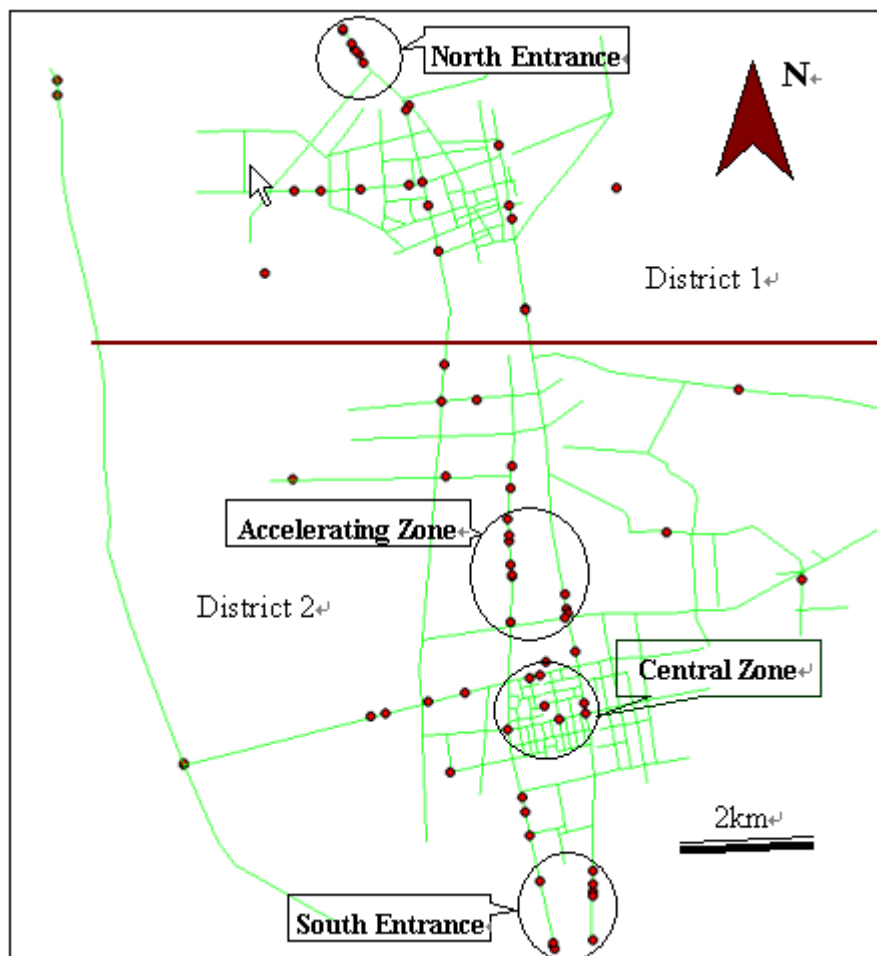 North Entrance
N
District 1
Accelerating Zone
District 2
Central Zone
2km
South Entrance